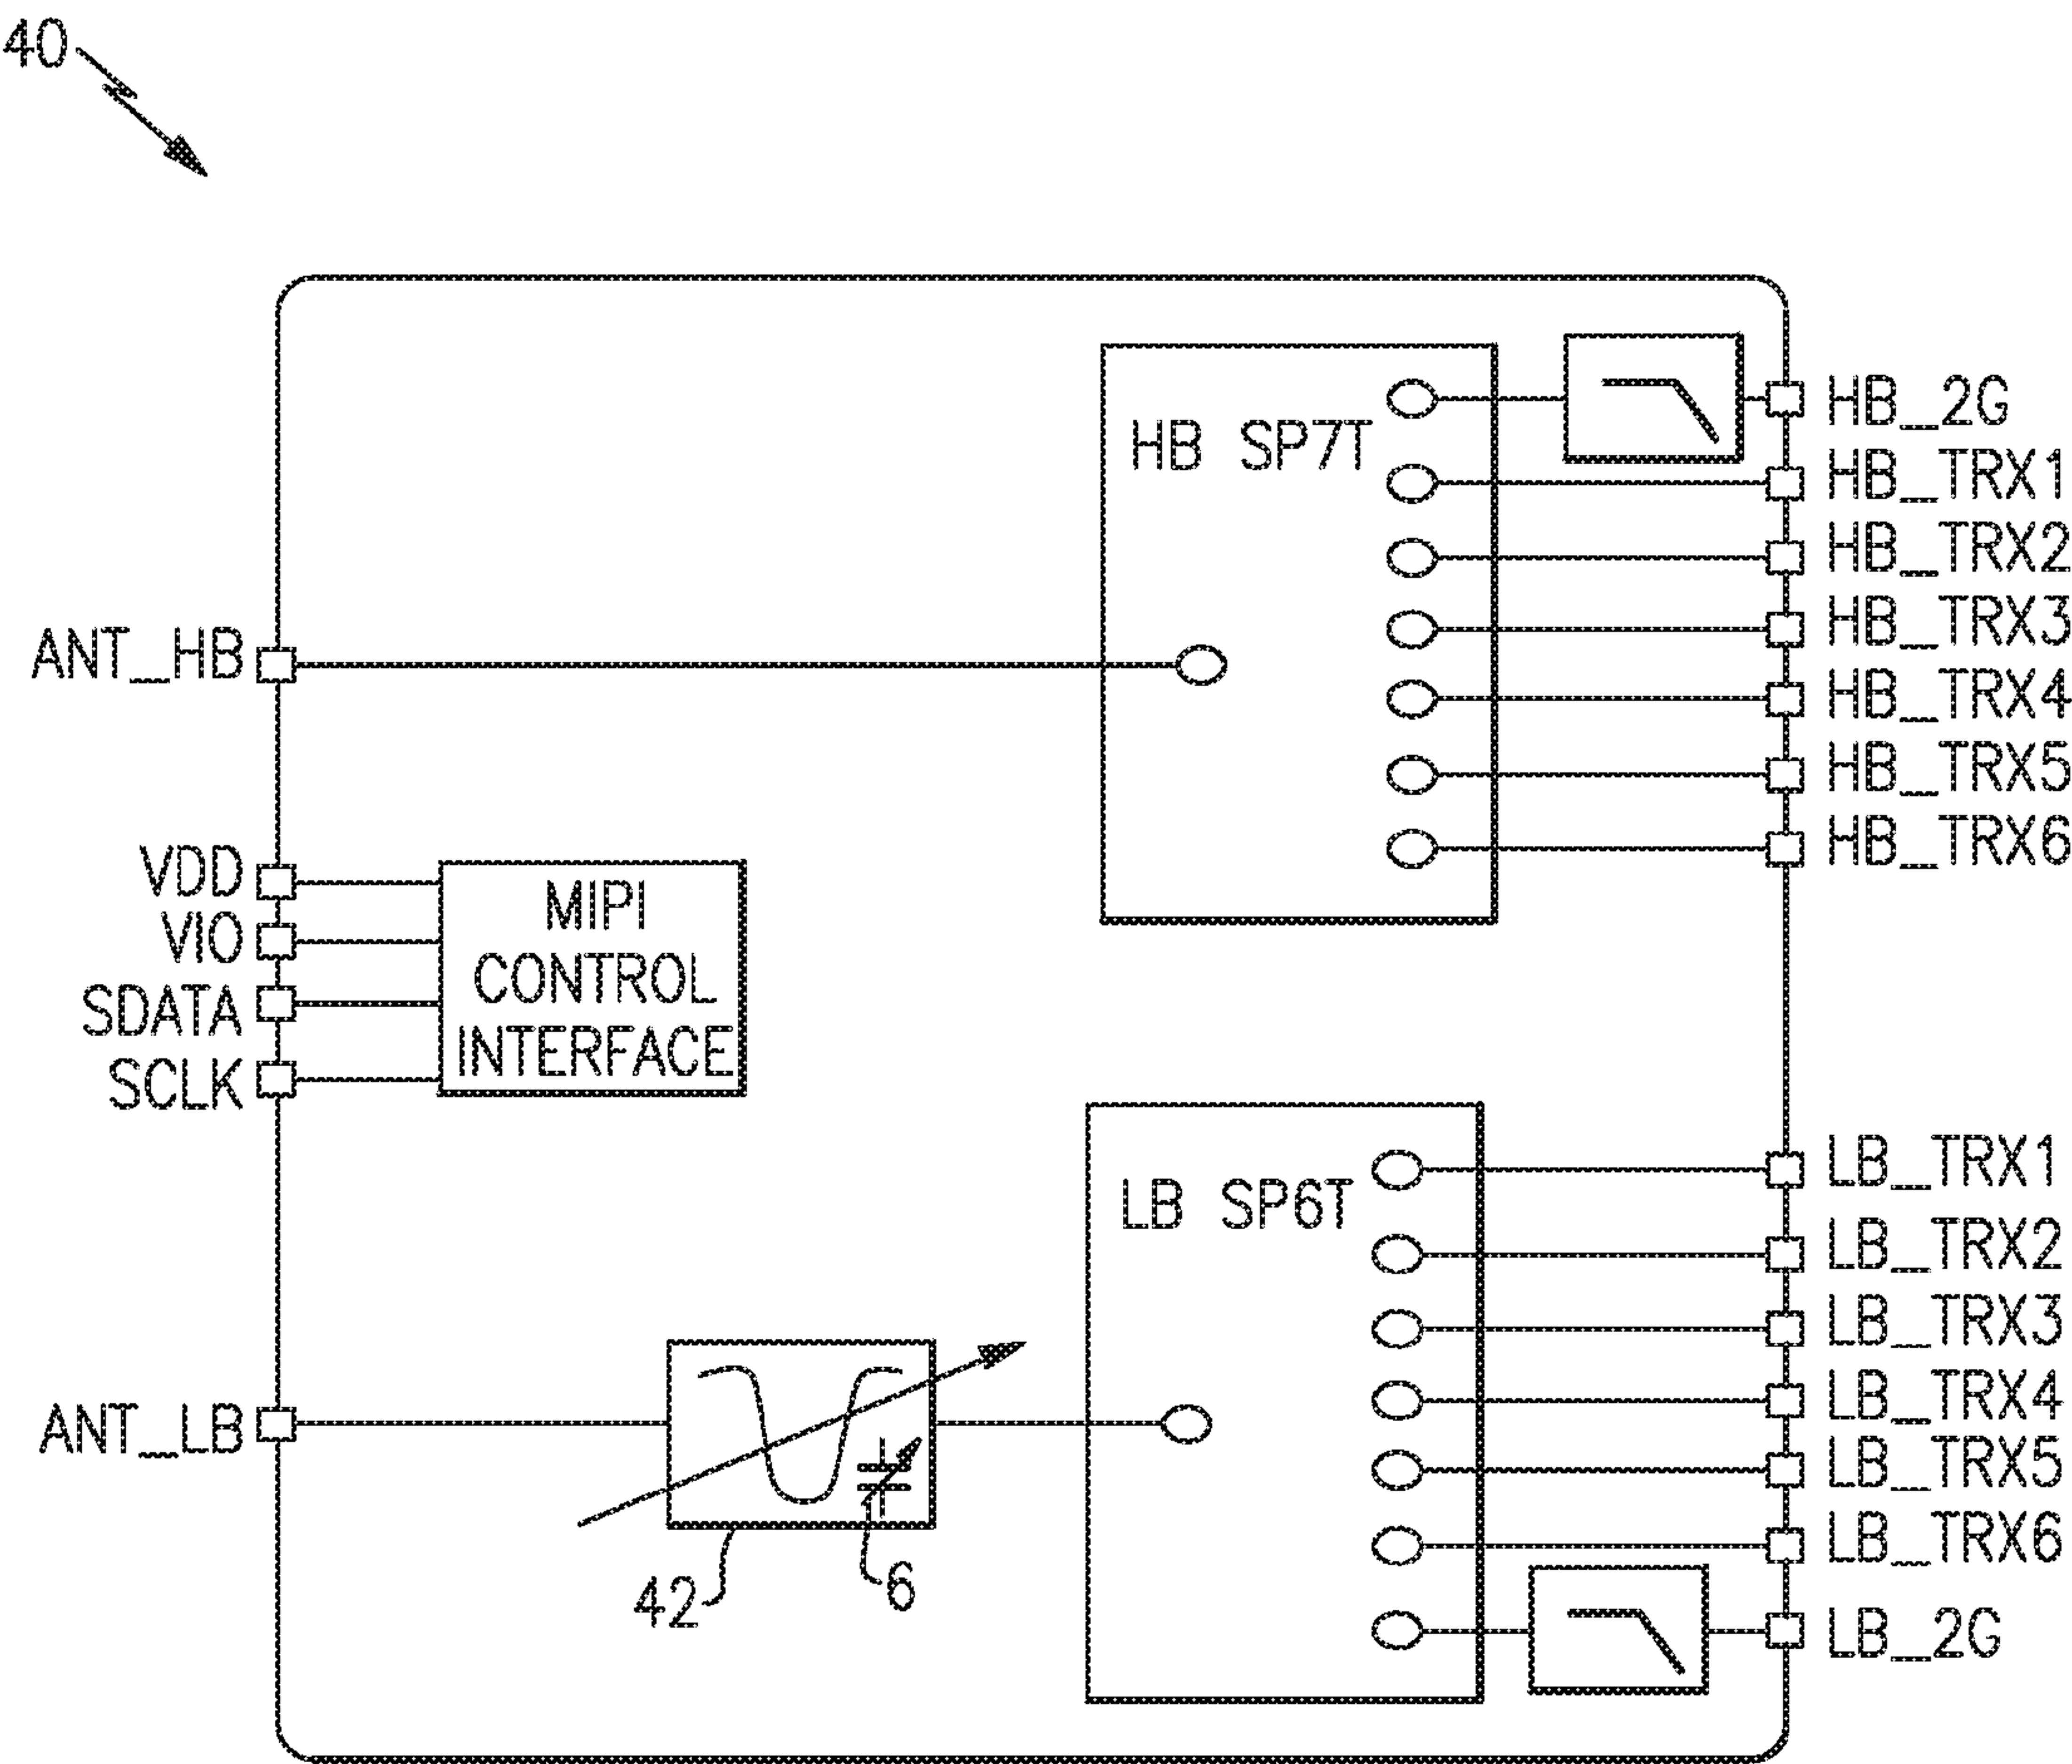 40
HB SP7T
HB_2G
HB_TRX1
HB_TRX2
HB_TRX3
HB_TRX4
HB_TRX5
HB_TRX6
ANT_HB
VDD
VIO
SDATA
SCLK
MIPI
CONTROL
INTERFACE
LB SP6T
LB_TRX1
LB_TRX2
LB_TRX3
LB_TRX4
LB_TRX5
LB_TRX6
LB_2G
ANT_LB
42
6